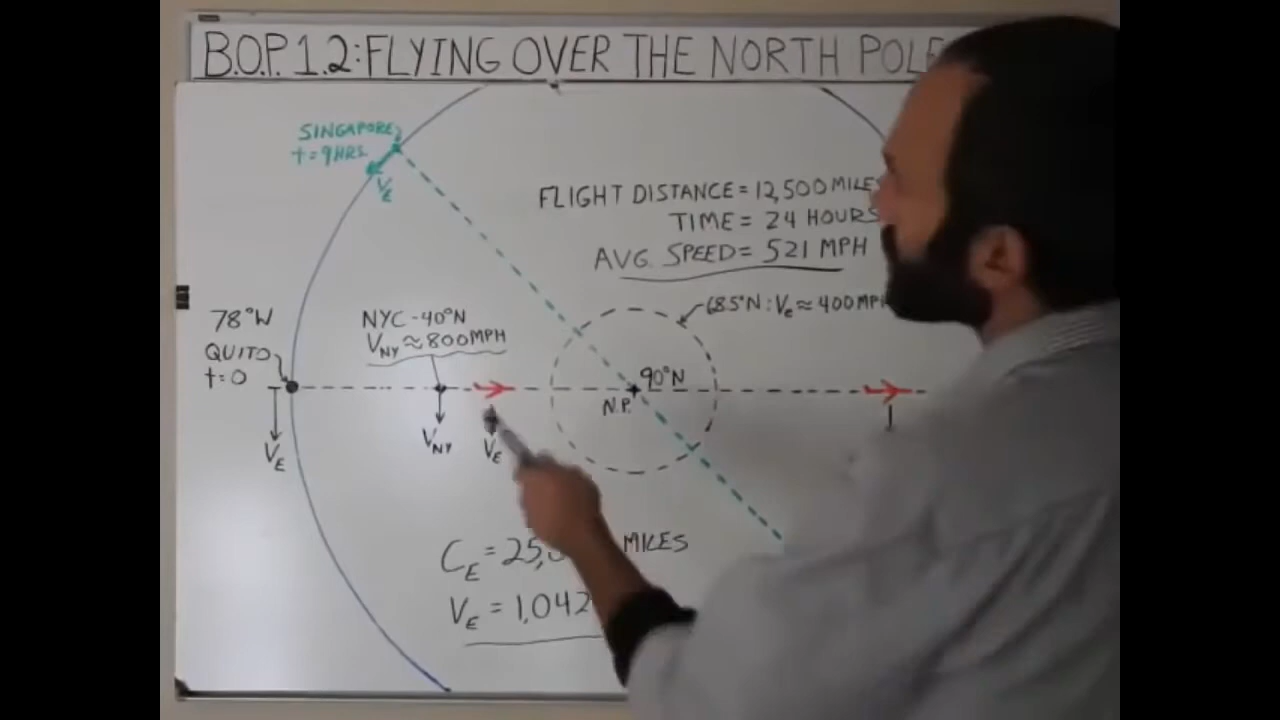 B.O.P. 1.2: FLYING OVER THE NORTH POLE
SINGAPORE
t=9HRS
VE
FLIGHT DISTANCE = 12,500 MILES
TIME = 24 HOURS
AVG. SPEED = 521 MPH
68.5°N: Ve ≈ 400MPH
78°W
QUITO
t=0
VE
NYC-40°N
VNY ≈ 800MPH
VNY
VE
90°N
N.P.
CE = 25, MILES
VE = 1,042